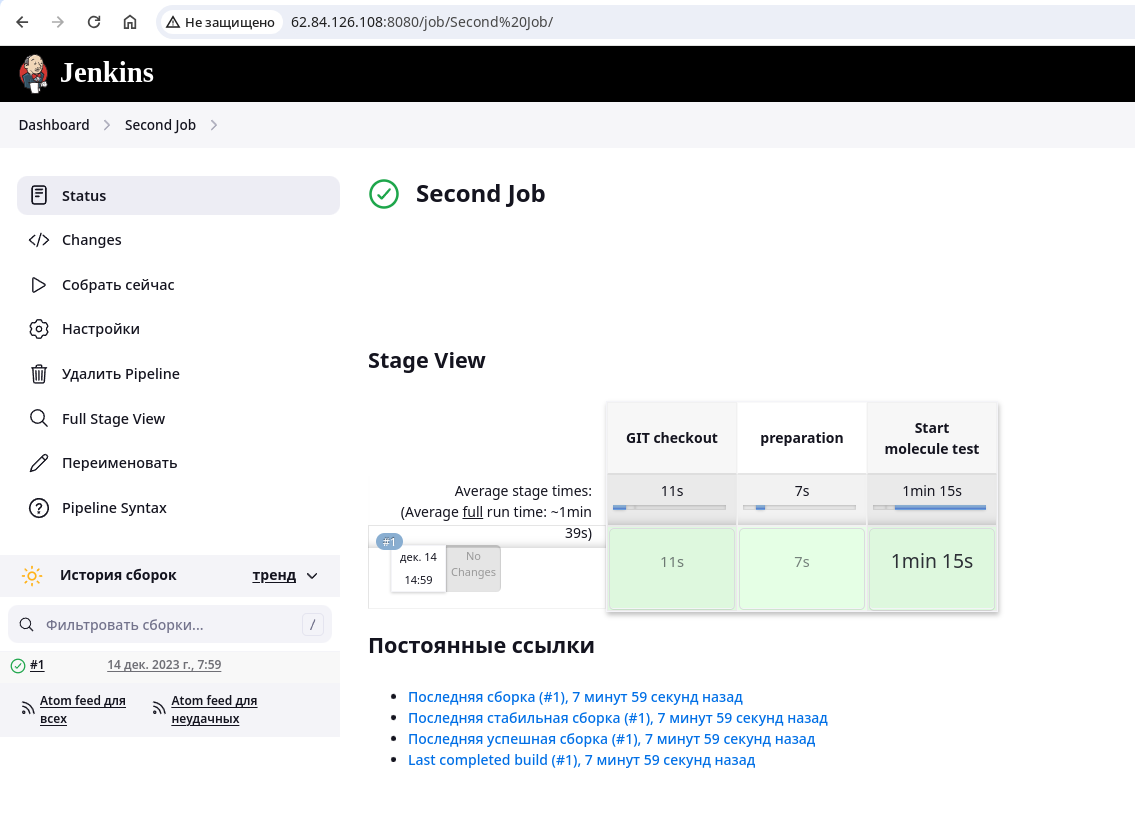 Не защищено 62.84.126.108:8080/job/Second%20Job/
Jenkins
Dashboard Second Job
Status
Changes
Собрать сейчас
Настройки
Удалить Pipeline
Full Stage View
Переименовать
Pipeline Syntax
История сборок тренд
Фильтровать сборки... /
#1 14 дек. 2023 г., 7:59
Atom feed для
всех
Atom feed для
неудачных
Second Job
Stage View
GIT checkout
preparation
Start
molecule test
Average stage times:
(Average full run time: ~1min
39s)
11s 7s 1min 15s
#1
дек. 14
14:59
No
Changes
11s 7s 1min 15s
Постоянные ссылки
Последняя сборка (#1), 7 минут 59 секунд назад
Последняя стабильная сборка (#1), 7 минут 59 секунд назад
Последняя успешная сборка (#1), 7 минут 59 секунд назад
Last completed build (#1), 7 минут 59 секунд назад